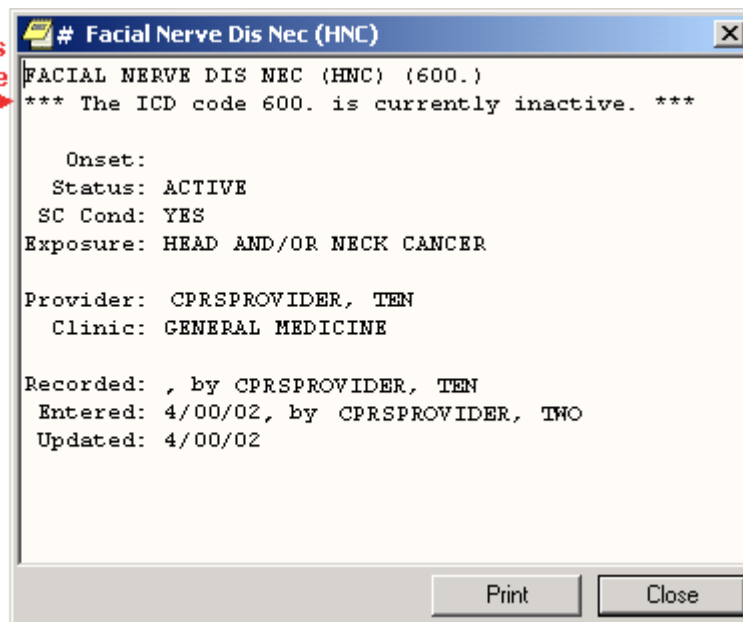 # Facial Nerve Dis Nec (HNC)
s
e
FACIAL NERVE DIS NEC (HNC) (600.)
*** The ICD code 600. is currently inactive. ***
Onset:
Status: ACTIVE
SC Cond: YES
Exposure: HEAD AND/OR NECK CANCER
Provider: CPRSPROVIDER, TEN
Clinic: GENERAL MEDICINE
Recorded: , by CPRSPROVIDER, TEN
Entered: 4/00/02, by CPRSPROVIDER, TWO
Updated: 4/00/02
Print Close